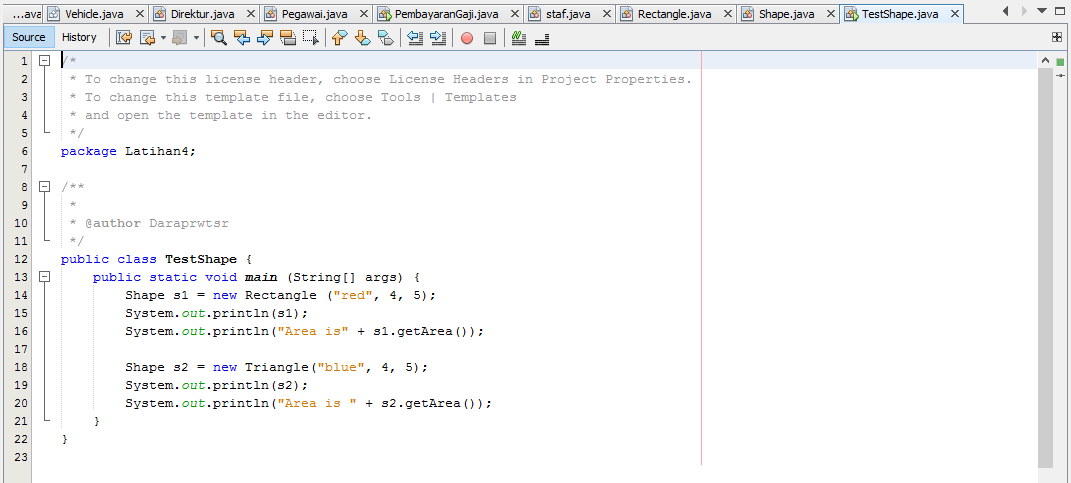 ...ava Vehicle.java Direktur.java Pegawai.java PembayaranGaji.java staf.java Rectangle.java Shape.java TestShape.java
Source History
1 /*
2 * To change this license header, choose License Headers in Project Properties.
3 * To change this template file, choose Tools | Templates
4 * and open the template in the editor.
5 */
6 package Latihan4;
7
8 /**
9 *
10 * @author Daraprwtsr
11 */
12 public class TestShape {
13 public static void main (String[] args) {
14 Shape s1 = new Rectangle ("red", 4, 5);
15 System.out.println(s1);
16 System.out.println("Area is" + s1.getArea());
17
18 Shape s2 = new Triangle("blue", 4, 5);
19 System.out.println(s2);
20 System.out.println("Area is " + s2.getArea());
21 }
22 }
23